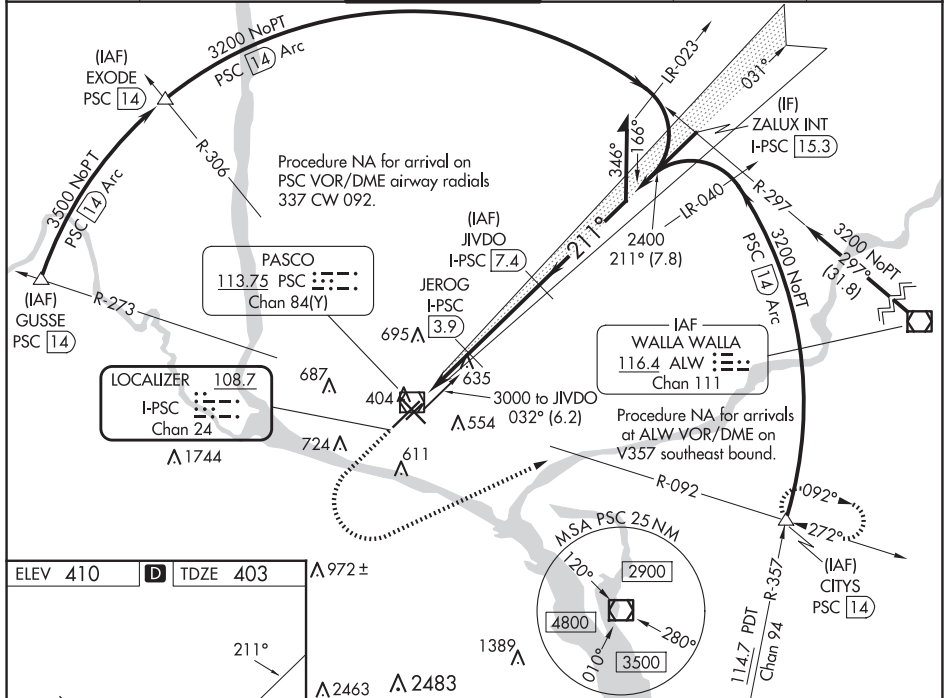 3200 NoPT
PSC 14 Arc
LR-023
031°
(IAF)
EXODE
PSC 14
(IF)
ZALUX INT
I-PSC 15.3
R-306
346°
166°
Procedure NA for arrival on
PSC VOR/DME airway radials
337 CW 092.
3500 NoPT
PSC 14 Arc
LR-040
R-297
211°
2400
211° (7.8)
3200 NoPT
297°
(31.8)
(IAF)
JIVDO
I-PSC 7.4
3200 NoPT
PSC 14 Arc
PASCO
113.75 PSC
Chan 84(Y)
JEROG
I-PSC
3.9
(IAF)
GUSSE
PSC 14
R-273
695
IAF
WALLA WALLA
116.4 ALW
Chan 111
635
LOCALIZER 108.7
I-PSC
Chan 24
687
404
3000 to JIVDO
032° (6.2)
554
Procedure NA for arrivals
at ALW VOR/DME on
V357 southeast bound.
724
611
1744
R-092
092°
272°
MSA PSC 25 NM
(IAF)
CITYS
PSC 14
120°
2900
4800
280°
010°
3500
R-357
114.7 PDT
Chan 94
ELEV 410
D
TDZE 403
972 ±
211°
1389
2463
2483